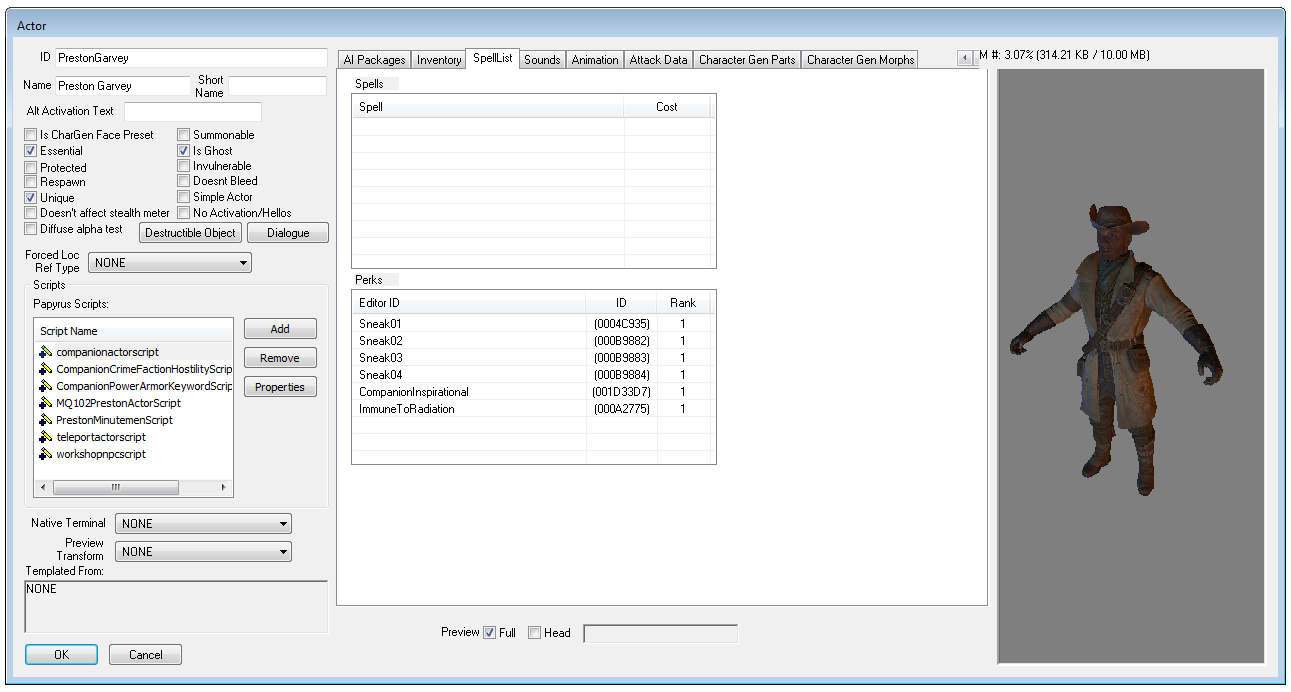 Actor
ID PrestonGarvey
Name Preston Garvey Short Name
Alt Activation Text
Is CharGen Face Preset Summonable
Essential Is Ghost
Protected Invulnerable
Respawn Doesnt Bleed
Unique Simple Actor
Doesn't affect stealth meter No Activation/Hellos
Diffuse alpha test Destructible Object Dialogue
Forced Loc Ref Type NONE
Scripts
Papyrus Scripts:
Script Name
companionactorscript
CompanionCrimeFactionHostilityScrip
CompanionPowerArmorKeywordScrip
MQ102PrestonActorScript
PrestonMinutemenScript
teleportactorscript
workshopnpcscript
Add
Remove
Properties
Native Terminal NONE
Preview Transform NONE
Templated From:
NONE
OK Cancel
AI Packages Inventory SpellList Sounds Animation Attack Data Character Gen Parts Character Gen Morphs
M #: 3.07% (314.21 KB / 10.00 MB)
Spells
Spell Cost
Perks
Editor ID ID Rank
Sneak01 (0004C935) 1
Sneak02 (000B9882) 1
Sneak03 (000B9883) 1
Sneak04 (000B9884) 1
CompanionInspirational (001D33D7) 1
ImmuneToRadiation (000A2775) 1
Preview Full Head